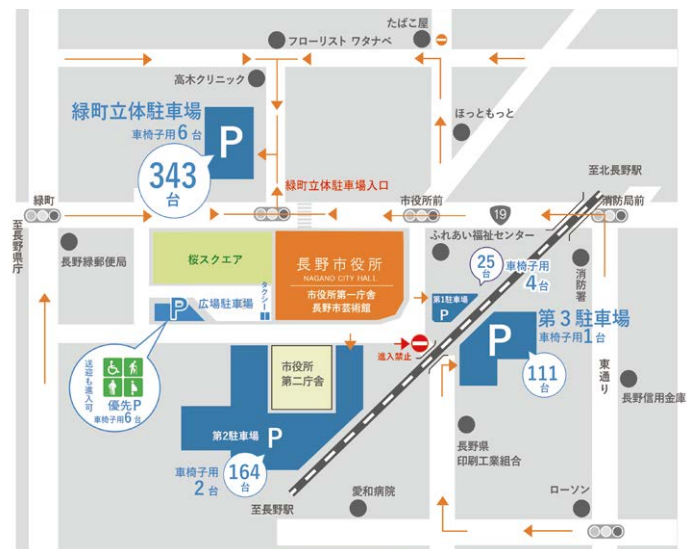 たばこ屋
フローリスト ワタナベ
高木クリニック
緑町立体駐車場
車椅子用6台
P
343
台
ほっともっと
至北長野駅
緑町立体駐車場入口
緑町
市役所前
19
消防局前
至長野県庁
長野緑郵便局
桜スクエア
長野市役所
NAGANO CITY HALL
市役所第一庁舎
長野市芸術館
ふれあい福祉センター
25
台
車椅子用
4台
消防署
P
広場駐車場
タクシー
第1駐車場
P
第3駐車場
車椅子用1台
P
111
台
進入禁止
送迎も進入可
優先P
車椅子用6台
市役所
第二庁舎
東通り
長野信用金庫
第2駐車場
P
長野県
印刷工業組合
車椅子用
2台
164
台
至長野駅
愛和病院
ローソン